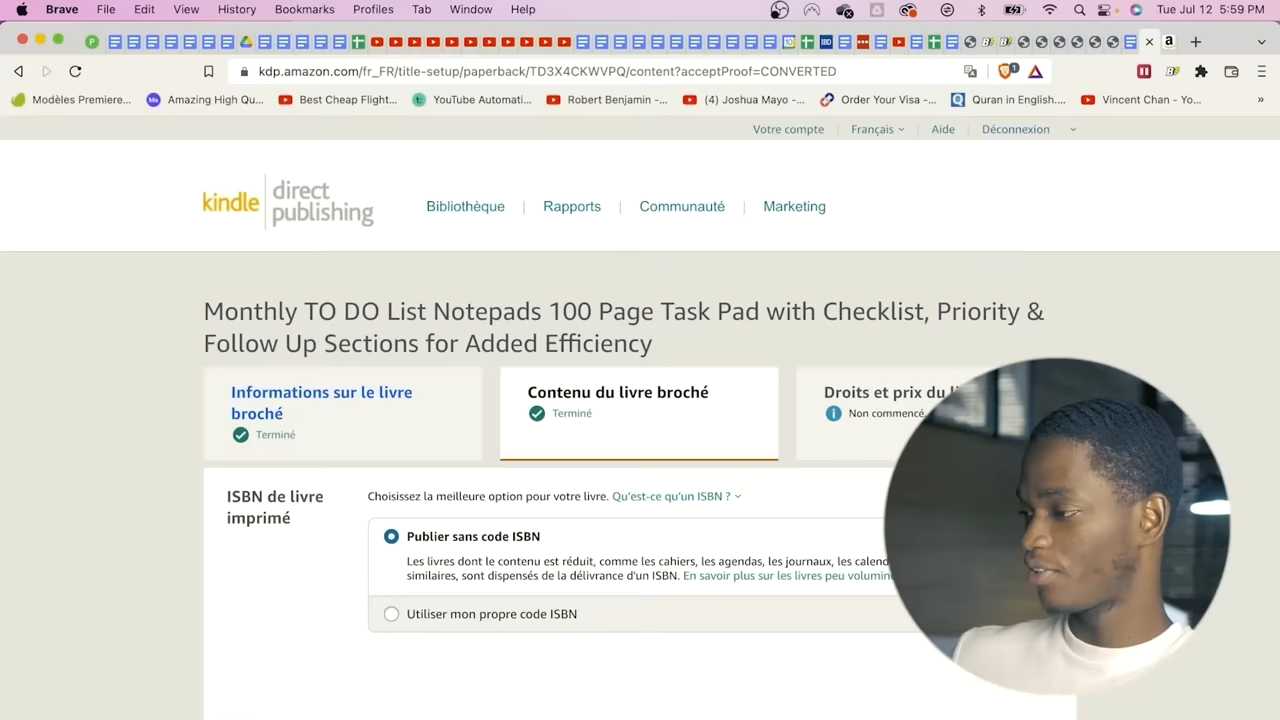 Brave File Edit View History Bookmarks Profiles Tab Window Help Tue Jul 12 5:59 PM
kdp.amazon.com/fr_FR/title-setup/paperback/TD3X4CKWVPQ/content?acceptProof=CONVERTED
Modèles Premiere... Amazing High Qu... Best Cheap Flight... YouTube Automati... Robert Benjamin -... (4) Joshua Mayo -... Order Your Visa -... Quran in English.... Vincent Chan - Yo... »
Votre compte Français Aide Déconnexion
kindle direct publishing
Bibliothèque Rapports Communauté Marketing
Monthly TO DO List Notepads 100 Page Task Pad with Checklist, Priority &
Follow Up Sections for Added Efficiency
Informations sur le livre
broché
Terminé
Contenu du livre broché
Terminé
Droits et prix du
Non commencé
ISBN de livre
imprimé
Choisissez la meilleure option pour votre livre. Qu'est-ce qu'un ISBN ?
Publier sans code ISBN
Les livres dont le contenu est réduit, comme les cahiers, les agendas, les journaux, les
similaires, sont dispensés de la délivrance d'un ISBN. En savoir plus sur les livres peu
Utiliser mon propre code ISBN